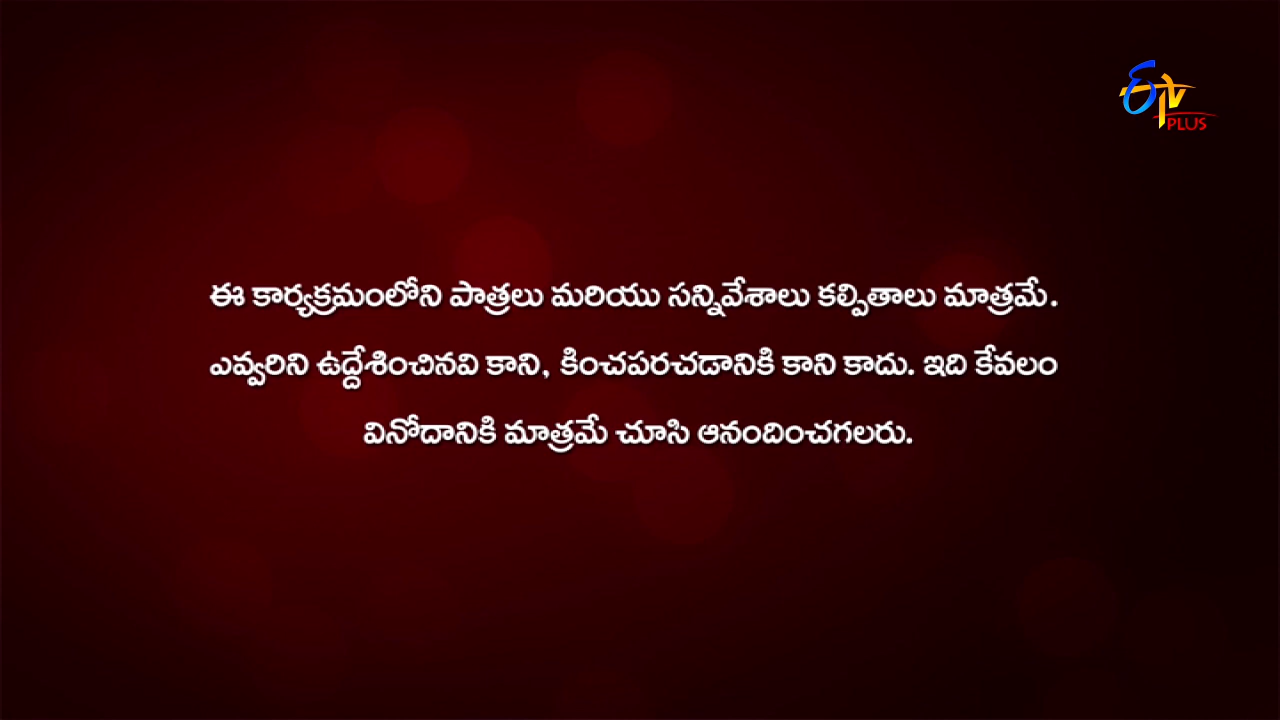 ETV
PLUS
ఈ కార్యక్రమంలోని పాత్రలు మరియు సన్నివేశాలు కల్పితాలు మాత్రమే.
ఎవ్వరిని ఉద్దేశించినవి కాని, కించపరచడానికి కాని కాదు. ఇది కేవలం
వినోదానికి మాత్రమే చూసి ఆనందించగలరు.